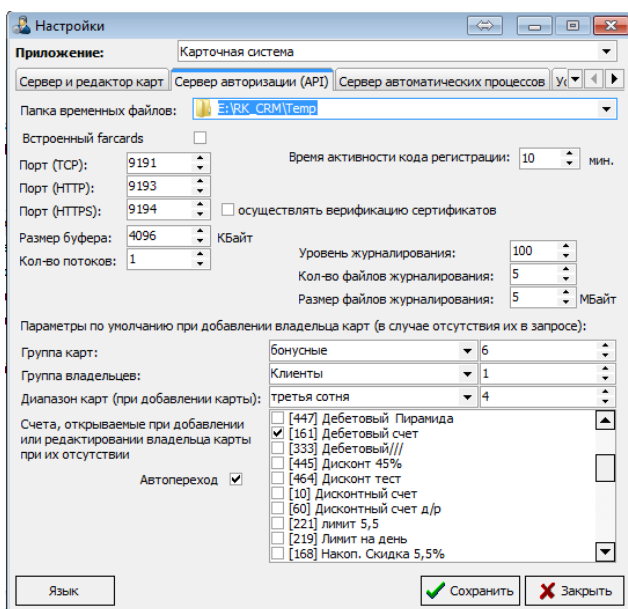 Настройки
Приложение: Карточная система
Сервер и редактор карт Сервер авторизации (API) Сервер автоматических процессов
Папка временных файлов: E:\RK_CRM\Temp
Встроенный farcards
Порт (TCP): 9191 Время активности кода регистрации: 10 мин.
Порт (HTTP): 9193
Порт (HTTPS): 9194 осуществлять верификацию сертификатов
Размер буфера: 4096 КБайт
Уровень журналирования: 100
Кол-во потоков: 1
Кол-во файлов журналирования: 5
Размер файлов журналирования: 5 МБайт
Параметры по умолчанию при добавлении владельца карт (в случае отсутствия их в запросе):
Группа карт: бонусные 6
Группа владельцев: Клиенты 1
Диапазон карт (при добавлении карты): третья сотня 4
Счета, открываемые при добавлении
или редактировании владельца карты
при их отсутствии
Автопереход
[447] Дебетовый Пирамида
[161] Дебетовый счет
[333] Дебетовый///
[445] Дисконт 45%
[464] Дисконт тест
[10] Дисконтный счет
[60] Дисконтный счет д/р
[221] лимит 5,5
[219] Лимит на день
[168] Накоп. Скидка 5,5%
Язык Сохранить Закрыть